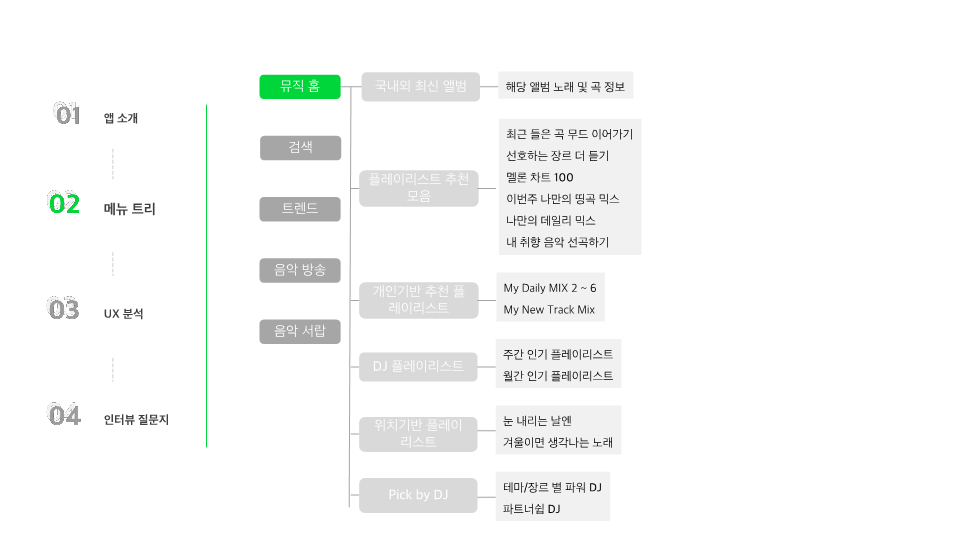 01
앱 소개
02
메뉴 트리
03
UX 분석
04
인터뷰 질문지
뮤직 홈
검색
트렌드
음악 방송
음악 서랍
국내외 최신 앨범
해당 앨범 노래 및 곡 정보
플레이리스트 추천
모음
최근 들은 곡 무드 이어가기
선호하는 장르 더 듣기
멜론 차트 100
이번주 나만의 띵곡 믹스
나만의 데일리 믹스
내 취향 음악 선곡하기
개인기반 추천 플
레이리스트
My Daily MIX 2 ~ 6
My New Track Mix
DJ 플레이리스트
주간 인기 플레이리스트
월간 인기 플레이리스트
위치기반 플레이
리스트
눈 내리는 날엔
겨울이면 생각나는 노래
Pick by DJ
테마/장르 별 파워 DJ
파트너쉽 DJ